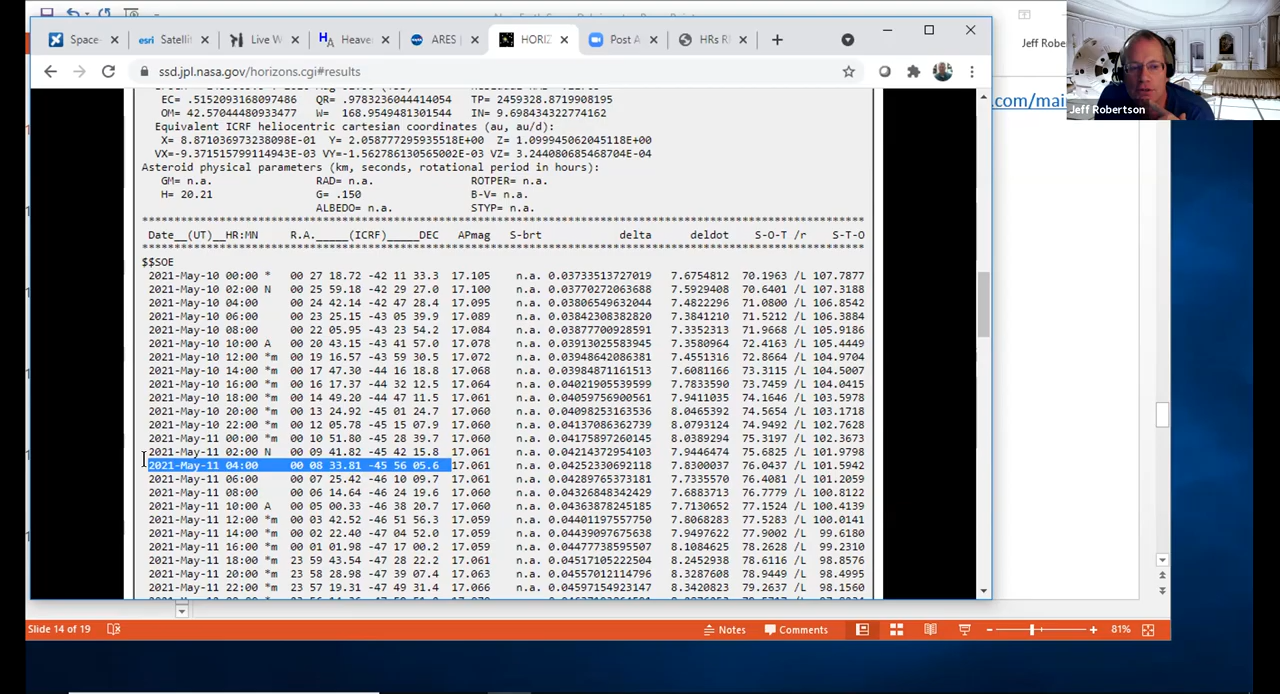 Jeff Rober
Space-
esri Satellit
Live W
Heaver
ARES |
HORIZ
Post A
HRs Rl
ssd.jpl.nasa.gov/horizons.cgi#results
Jeff Robertson
.com/mai
EC= .5152093168097486 QR= .9783236044414054 TP= 2459328.8719908195
OM= 42.57044480933477 W= 168.9549481301544 IN= 9.698434322774162
Equivalent ICRF heliocentric cartesian coordinates (au, au/d):
X= 8.871036973238098E-01 Y= 2.058777295935518E+00 Z= 1.099945062045118E+00
VX=-9.371515799114943E-03 VY=-1.562786130565002E-03 VZ= 3.244080685468704E-04
Asteroid physical parameters (km, seconds, rotational period in hours):
GM= n.a. RAD= n.a. ROTPER= n.a.
H= 20.21 G= .150 B-V= n.a.
ALBEDO= n.a. STYP= n.a.
Date__(UT)__HR:MN R.A._____(ICRF)_____DEC APmag S-brt delta deldot S-O-T /r S-T-O
$$SOE
2021-May-10 00:00 * 00 27 18.72 -42 11 33.3 17.105 n.a. 0.03733513727019 7.6754812 70.1963 /L 107.7877
2021-May-10 02:00 N 00 25 59.18 -42 29 27.0 17.100 n.a. 0.03770272063688 7.5929408 70.6401 /L 107.3188
2021-May-10 04:00 00 24 42.14 -42 47 28.4 17.095 n.a. 0.03806549632044 7.4822296 71.0800 /L 106.8542
2021-May-10 06:00 00 23 25.15 -43 05 39.9 17.089 n.a. 0.03842308382820 7.3841210 71.5212 /L 106.3884
2021-May-10 08:00 00 22 05.95 -43 23 54.2 17.084 n.a. 0.03877700928591 7.3352313 71.9668 /L 105.9186
2021-May-10 10:00 A 00 20 43.15 -43 41 57.0 17.078 n.a. 0.03913025583945 7.3580964 72.4163 /L 105.4449
2021-May-10 12:00 *m 00 19 16.57 -43 59 30.5 17.072 n.a. 0.03948642086381 7.4551316 72.8664 /L 104.9704
2021-May-10 14:00 *m 00 17 47.30 -44 16 18.8 17.068 n.a. 0.03984871161513 7.6081166 73.3115 /L 104.5007
2021-May-10 16:00 *m 00 16 17.37 -44 32 12.5 17.064 n.a. 0.04021905539599 7.7833590 73.7459 /L 104.0415
2021-May-10 18:00 *m 00 14 49.20 -44 47 11.5 17.061 n.a. 0.04059756900561 7.9411035 74.1646 /L 103.5978
2021-May-10 20:00 *m 00 13 24.92 -45 01 24.7 17.060 n.a. 0.04098253163536 8.0465392 74.5654 /L 103.1718
2021-May-10 22:00 *m 00 12 05.78 -45 15 07.9 17.060 n.a. 0.04137086362739 8.0793124 74.9492 /L 102.7628
2021-May-11 00:00 *m 00 10 51.80 -45 28 39.7 17.060 n.a. 0.04175897260145 8.0389294 75.3197 /L 102.3673
2021-May-11 02:00 N 00 09 41.82 -45 42 15.8 17.061 n.a. 0.04214372954103 7.9446474 75.6825 /L 101.9798
2021-May-11 04:00 00 08 33.81 -45 56 05.6 17.061 n.a. 0.04252330692118 7.8300037 76.0437 /L 101.5942
2021-May-11 06:00 00 07 25.42 -46 10 09.7 17.061 n.a. 0.04289765373181 7.7335570 76.4081 /L 101.2059
2021-May-11 08:00 00 06 14.64 -46 24 19.6 17.060 n.a. 0.04326848342429 7.6883713 76.7779 /L 100.8122
2021-May-11 10:00 A 00 05 00.33 -46 38 20.7 17.060 n.a. 0.04363878245185 7.7130652 77.1524 /L 100.4139
2021-May-11 12:00 *m 00 03 42.52 -46 51 56.3 17.059 n.a. 0.04401197557750 7.8068283 77.5283 /L 100.0141
2021-May-11 14:00 *m 00 02 22.40 -47 04 52.0 17.059 n.a. 0.04439097675638 7.9497622 77.9002 /L 99.6180
2021-May-11 16:00 *m 00 01 01.98 -47 17 00.2 17.059 n.a. 0.04477738595507 8.1084625 78.2628 /L 99.2310
2021-May-11 18:00 *m 23 59 43.54 -47 28 22.2 17.061 n.a. 0.04517105222504 8.2452938 78.6116 /L 98.8576
2021-May-11 20:00 *m 23 58 28.98 -47 39 07.4 17.066 n.a. 0.04557012114796 8.3287608 78.9449 /L 98.4995
2021-May-11 22:00 *m 23 57 19.31 -47 49 31.4 17.073 n.a. 0.04597154923147 8.3420823 79.2637 /L 98.1560
Slide 14 of 19
Notes
Comments
81%